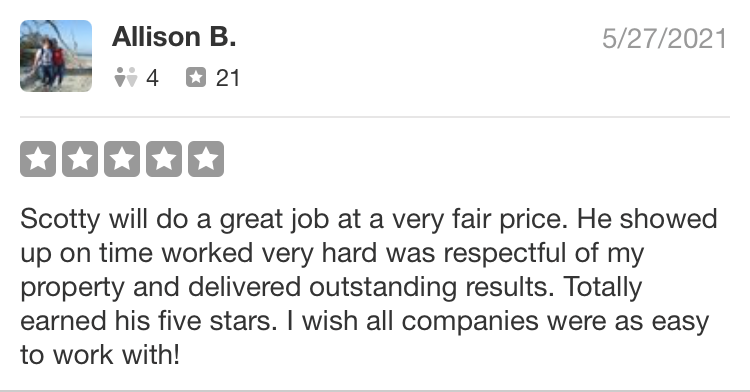 Allison B.
5/27/2021
4 21
Scotty will do a great job at a very fair price. He showed
up on time worked very hard was respectful of my
property and delivered outstanding results. Totally
earned his five stars. I wish all companies were as easy
to work with!